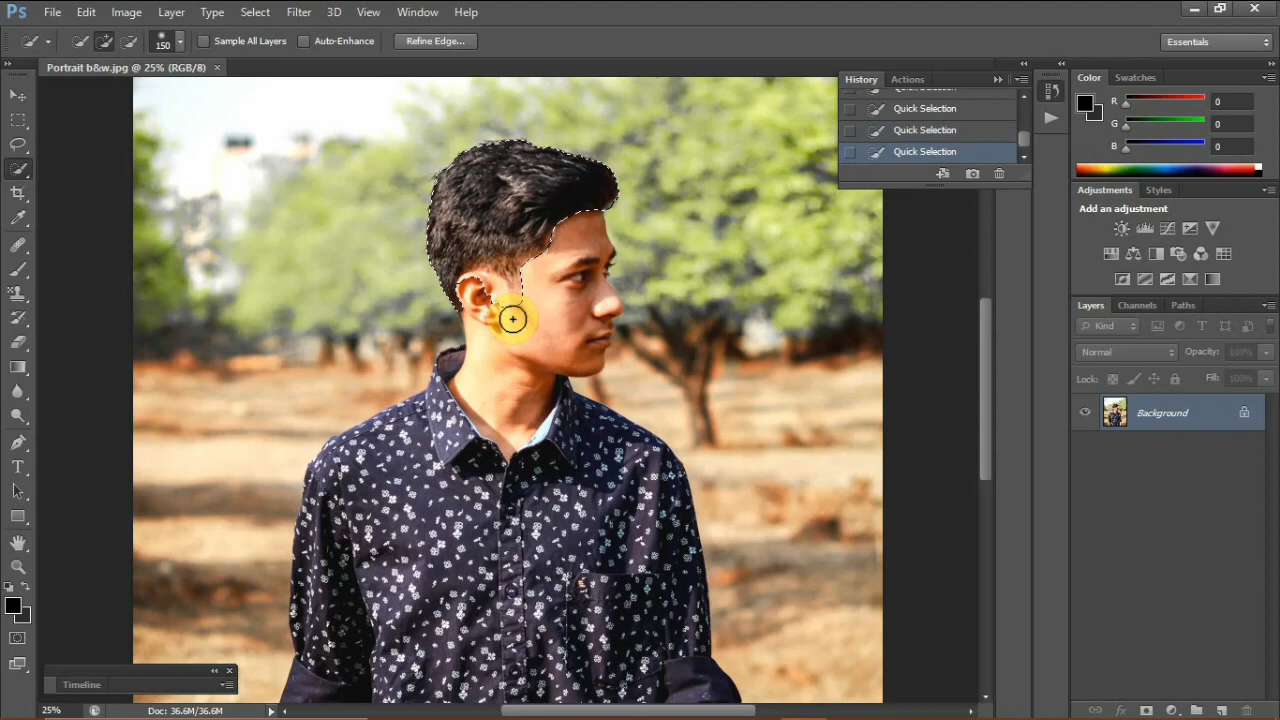 Ps File Edit Image Layer Type Select Filter 3D View Window Help
150 Sample All Layers Auto-Enhance Refine Edge... Essentials
Portrait b&w.jpg @ 25% (RGB/8) ×
History Actions
Quick Selection
Quick Selection
Quick Selection
Quick Selection
Color Swatches
R 0
G 0
B 0
Adjustments Styles
Add an adjustment
Layers Channels Paths
Kind
Normal Opacity: 100%
Lock: Fill: 100%
Background
Timeline
25% Doc: 36.6M/36.6M